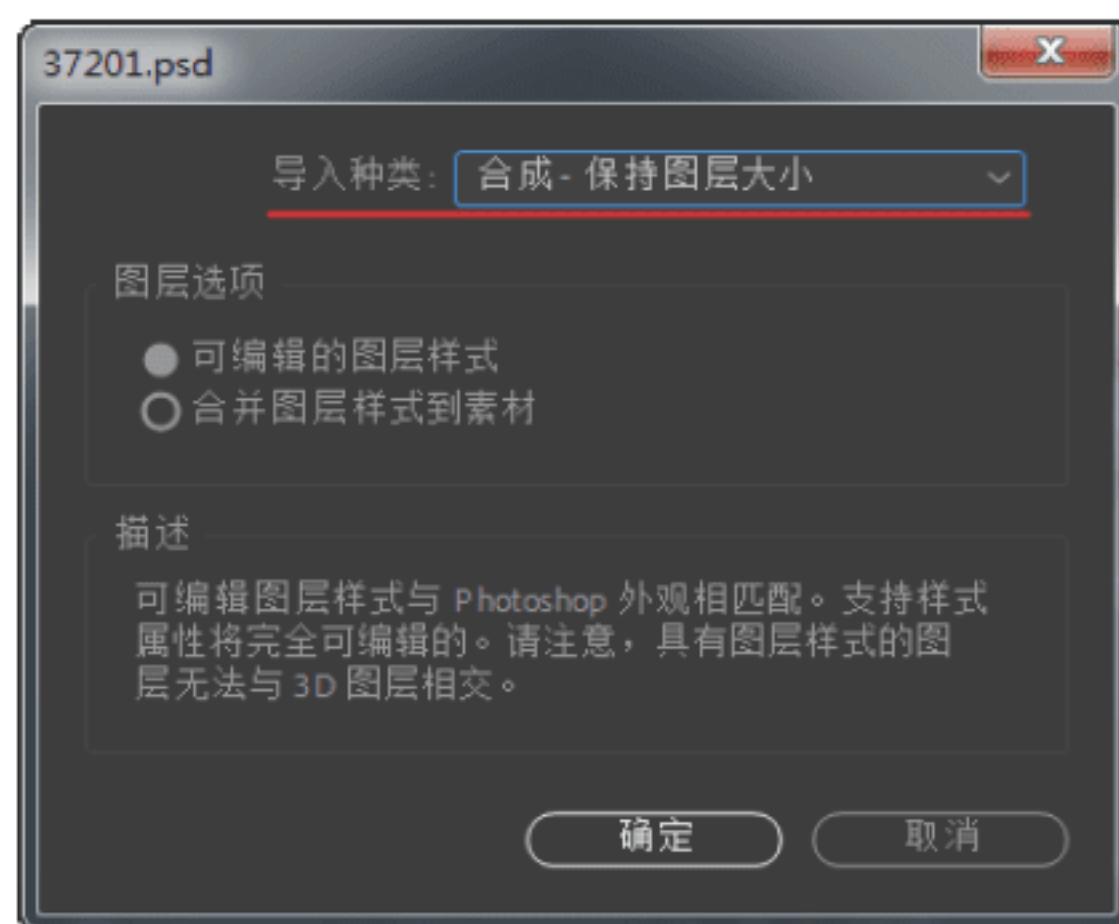 37201.psd
导入种类: 合成- 保持图层大小
图层选项
可编辑的图层样式
合并图层样式到素材
描述
可编辑图层样式与 Photoshop 外观相匹配。支持样式
属性将完全可编辑的。请注意，具有图层样式的图
层无法与 3D 图层相交。
确定 取消